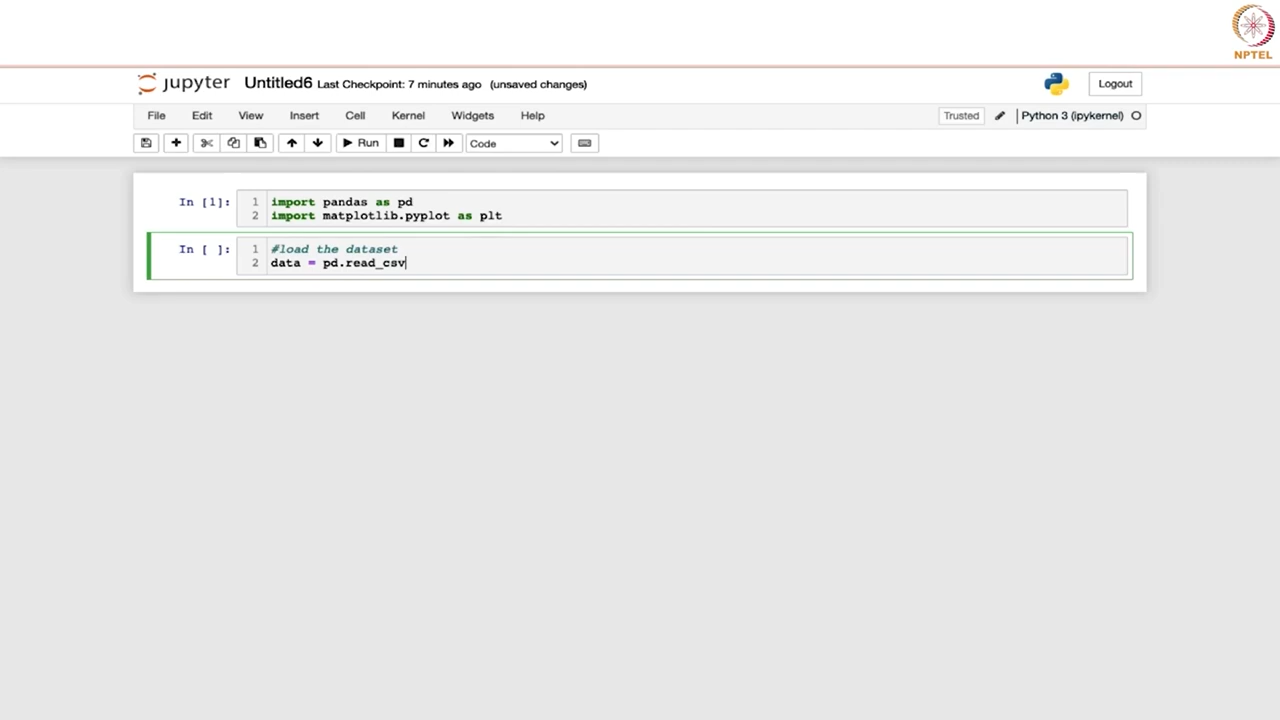 NPTEL
jupyter Untitled6 Last Checkpoint: 7 minutes ago (unsaved changes)
Logout
File Edit View Insert Cell Kernel Widgets Help
Trusted Python 3 (ipykernel)
Run Code
In [1]:
1 import pandas as pd
2 import matplotlib.pyplot as plt
In [ ]:
1 #load the dataset
2 data = pd.read_csv